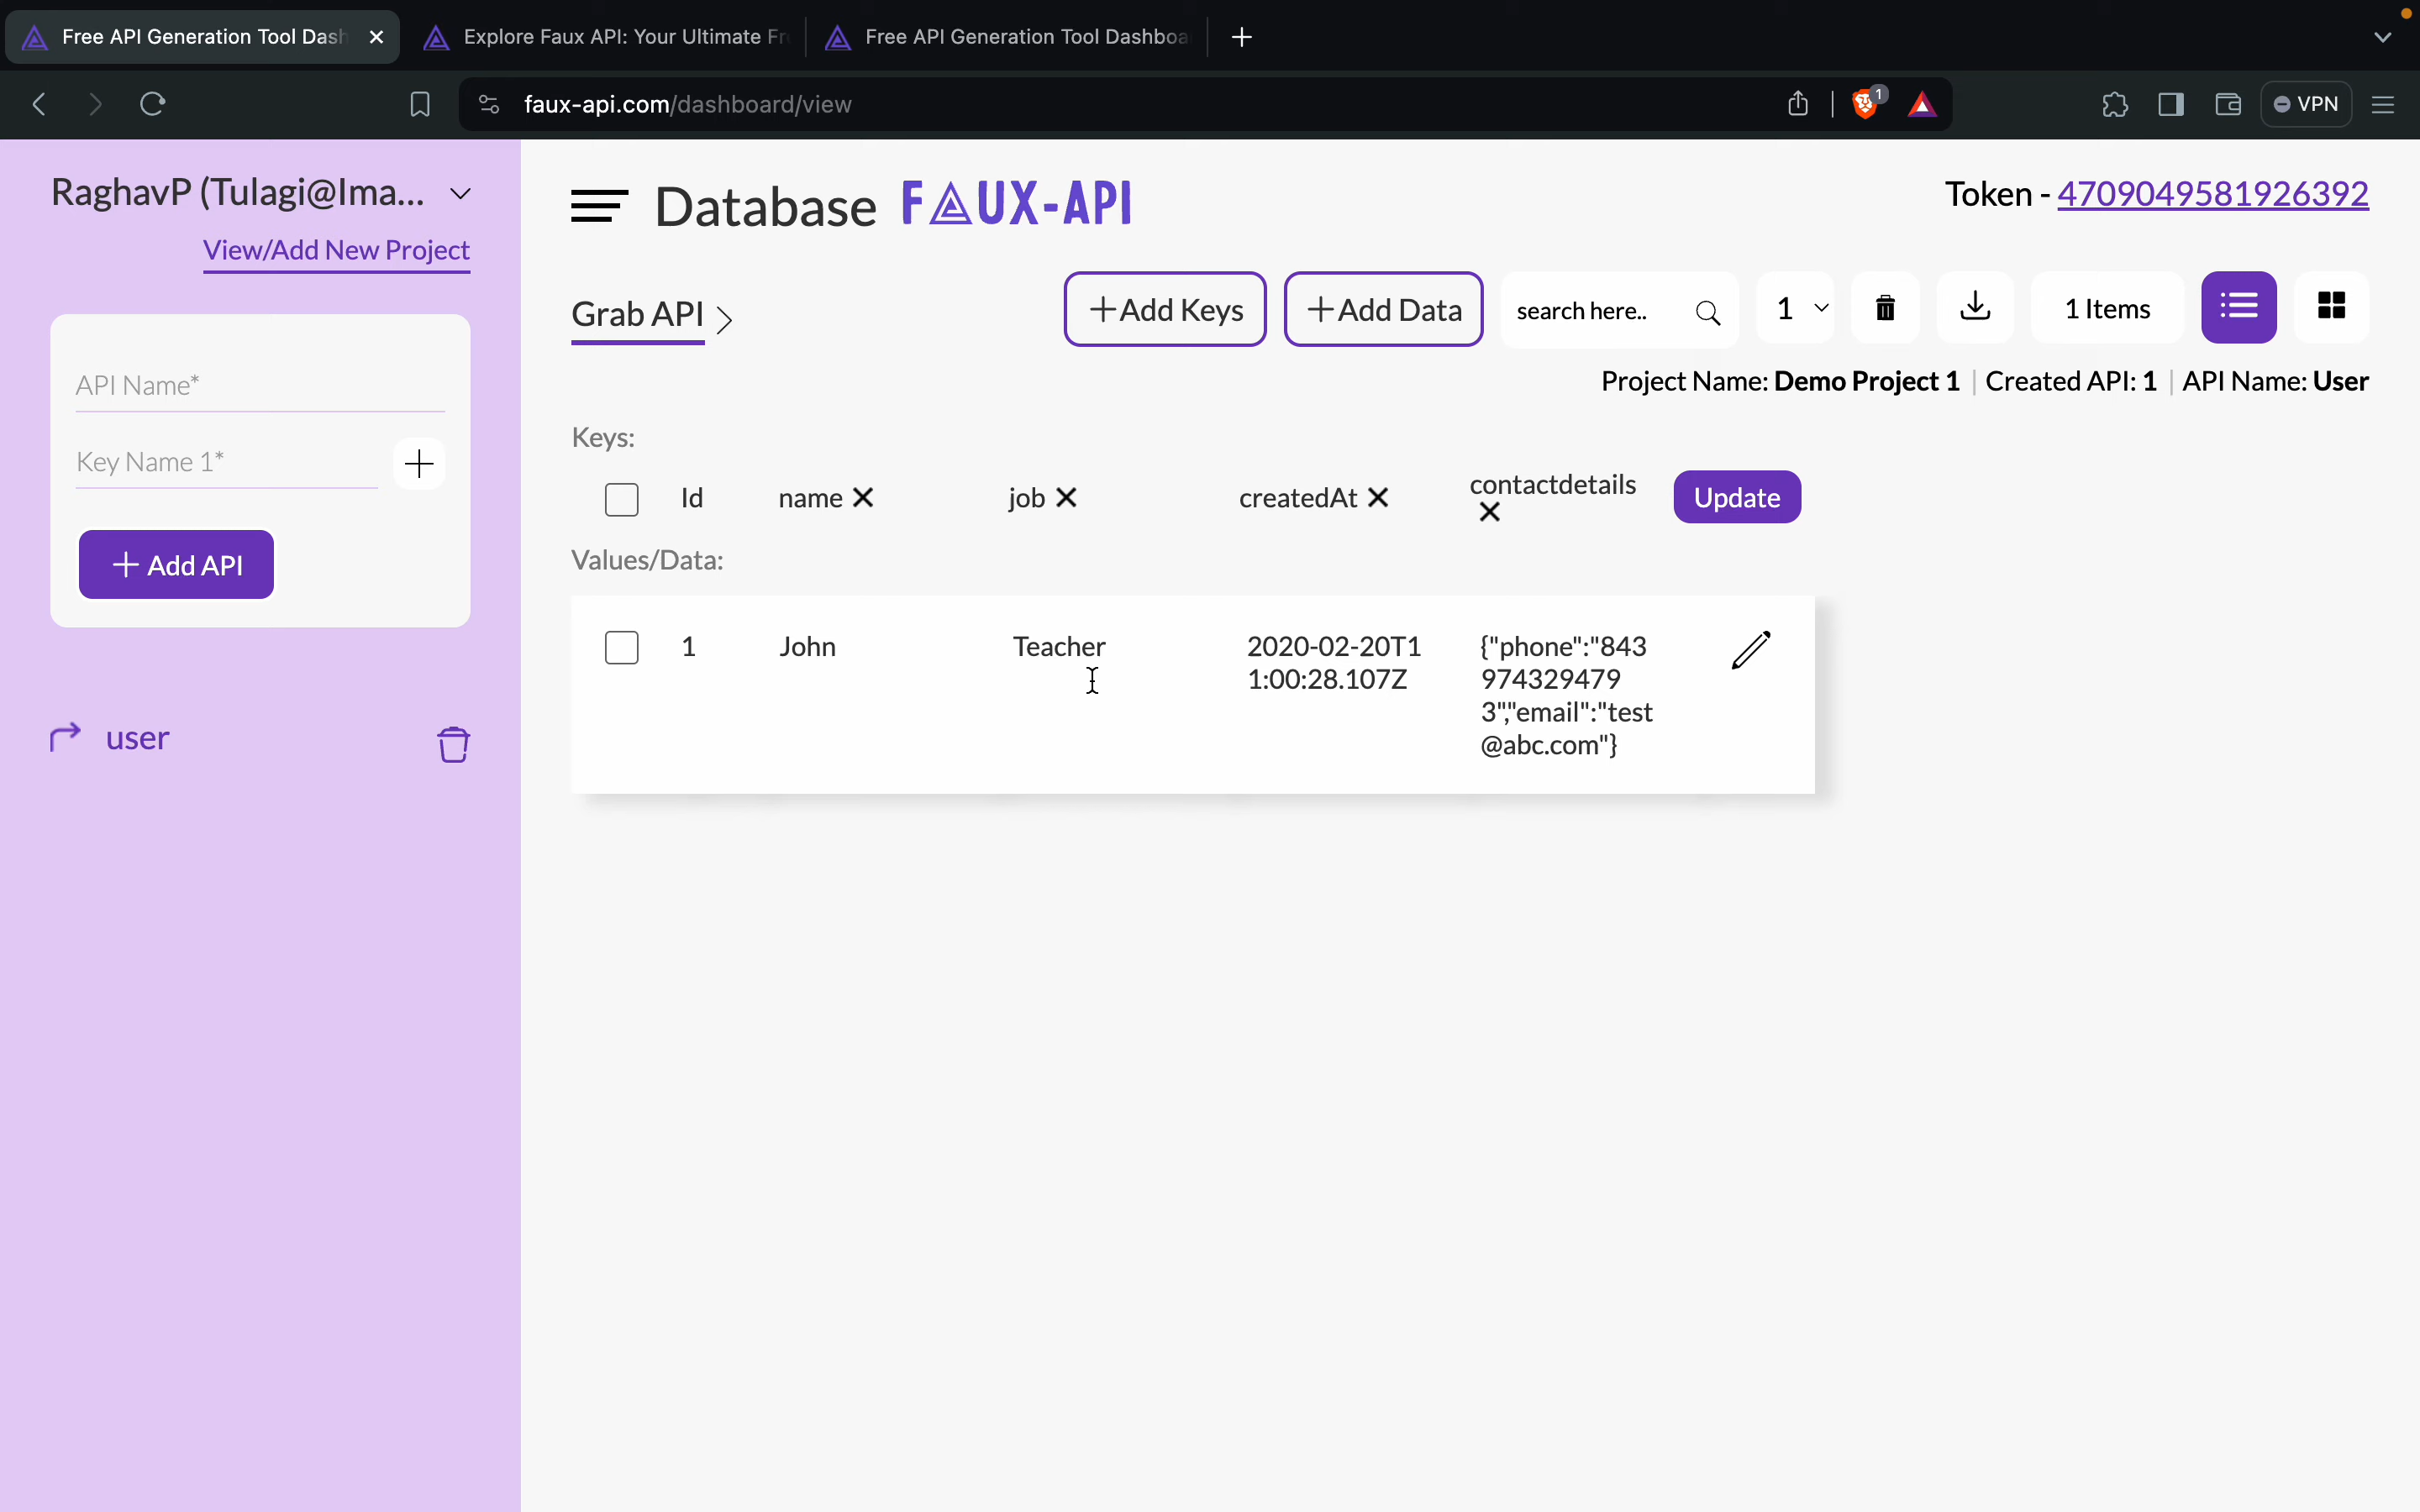 Free API Generation Tool Dash
Explore Faux API: Your Ultimate Fr
Free API Generation Tool Dashboa
faux-api.com/dashboard/view
1
VPN
RaghavP (Tulagi@Ima...
View/Add New Project
API Name*
Key Name 1*
+ Add API
user
Database FAUX-API
Token - 4709049581926392
Grab API >
+Add Keys
+Add Data
search here..
1
1 Items
Project Name: Demo Project 1 | Created API: 1 | API Name: User
Keys:
Id name ✕ job ✕ createdAt ✕ contactdetails ✕ Update
Values/Data:
1 John Teacher 2020-02-20T1 {"phone":"843
1:00:28.107Z 974329479
3","email":"test
@abc.com"}